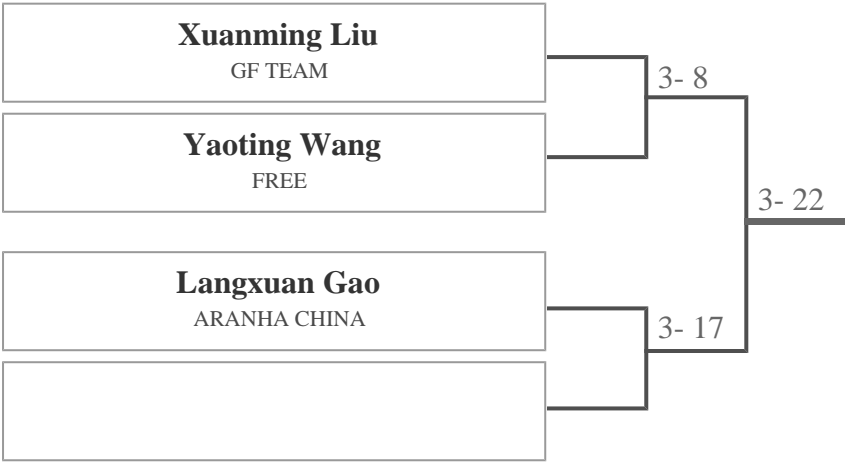 Xuanming Liu
GF TEAM
3- 8
Yaoting Wang
FREE
3- 22
Langxuan Gao
ARANHA CHINA
3- 17